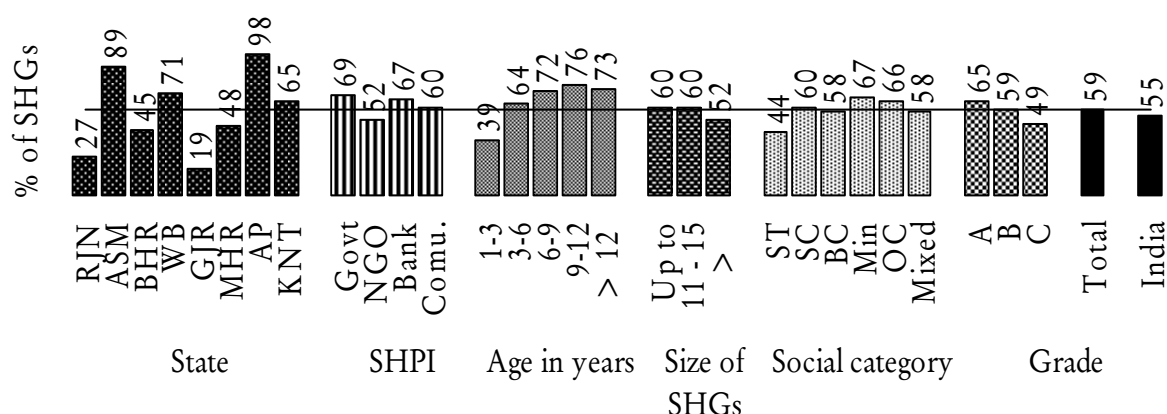 % of SHGs
27 89 45 71 19 48 98 65 69 52 67 60 39 64 72 76 73 60 60 52 44 60 58 67 66 58 65 59 49 59 55
RJN ASM BHR WB GJR MHR AP KNT Govt NGO Bank Comu. 1-3 3-6 6-9 9-12 > 12 Up to 11 - 15 > ST SC BC Min OC Mixed A B C Total India
State SHPI Age in years Size of SHGs Social category Grade